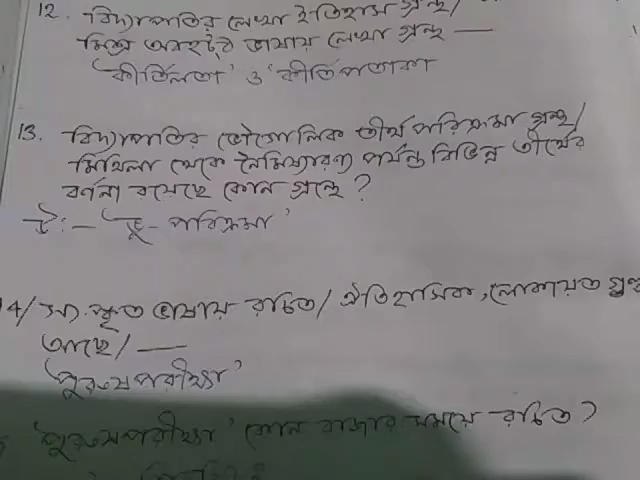 12. বিদ্যাপতির লেখা ইতিহাস গ্রন্থ/
মিশ্র অবহট্ট ভাষায় লেখা গ্রন্থ —
'কীর্তিলতা' ও 'কীর্তিপতাকা
13. বিদ্যাপতির ভৌগোলিক তীর্থ পরিক্রমা গ্রন্থ/
মিথিলা থেকে নৈমিষারণ্য পর্যন্ত বিভিন্ন তীর্থের
বর্ণনা রয়েছে কোন গ্রন্থে ?
উঃ— 'ভূ- পরিক্রমা'
14/ সংস্কৃত ভাষায় রচিত/ ঐতিহাসিক, লোকায়ত গল্প
আছে/ —
'পুরুষপরীক্ষা'
'পুরুষপরীক্ষা' কোন রাজার সময়ে রচিত ?